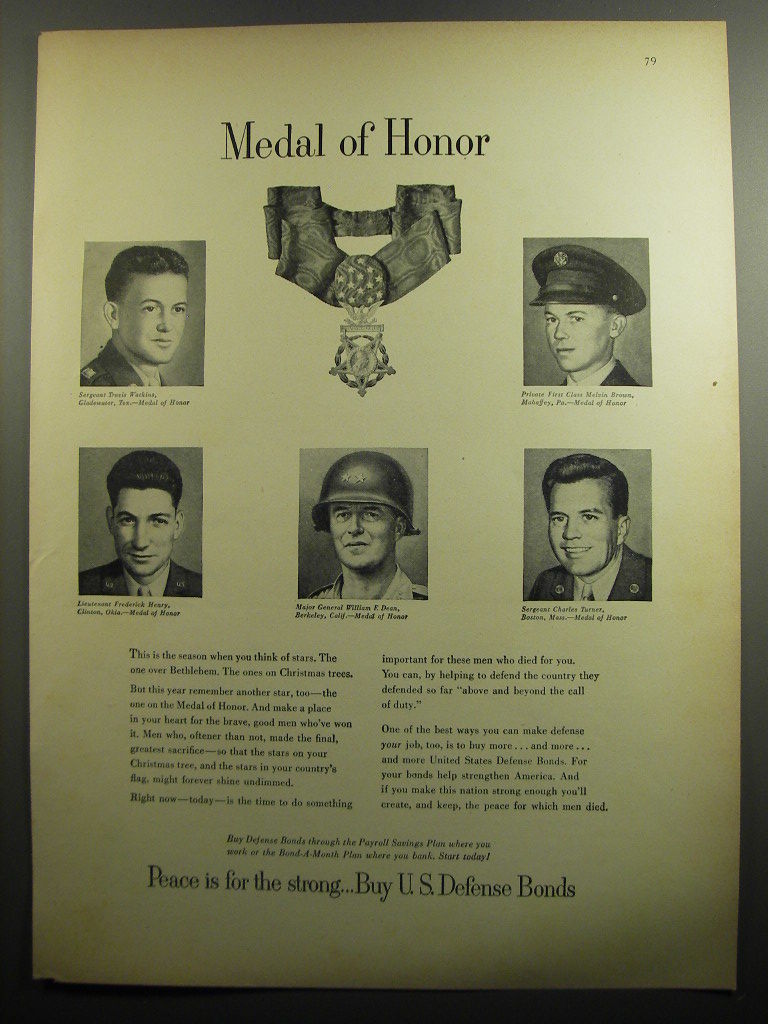 79
Medal of Honor
Sergeant Travis Watkins,
Gladewater, Tex.—Medal of Honor
Private First Class Melvin Brown,
Mahaffey, Pa.—Medal of Honor
Lieutenant Frederick Henry,
Clinton, Okla.—Medal of Honor
Major General William F. Dean,
Berkeley, Calif.—Medal of Honor
Sergeant Charles Turner,
Boston, Mass.—Medal of Honor
This is the season when you think of stars. The
one over Bethlehem. The ones on Christmas trees.
But this year remember another star, too—the
one on the Medal of Honor. And make a place
in your heart for the brave, good men who've won
it. Men who, oftener than not, made the final,
greatest sacrifice—so that the stars on your
Christmas tree, and the stars in your country's
flag, might forever shine undimmed.
Right now—today—is the time to do something
important for these men who died for you.
You can, by helping to defend the country they
defended so far "above and beyond the call
of duty."
One of the best ways you can make defense
your job, too, is to buy more . . . and more . . .
and more United States Defense Bonds. For
your bonds help strengthen America. And
if you make this nation strong enough you'll
create, and keep, the peace for which men died.
Buy Defense Bonds through the Payroll Savings Plan where you
work or the Bond-A-Month Plan where you bank. Start today!
Peace is for the strong...Buy U. S. Defense Bonds